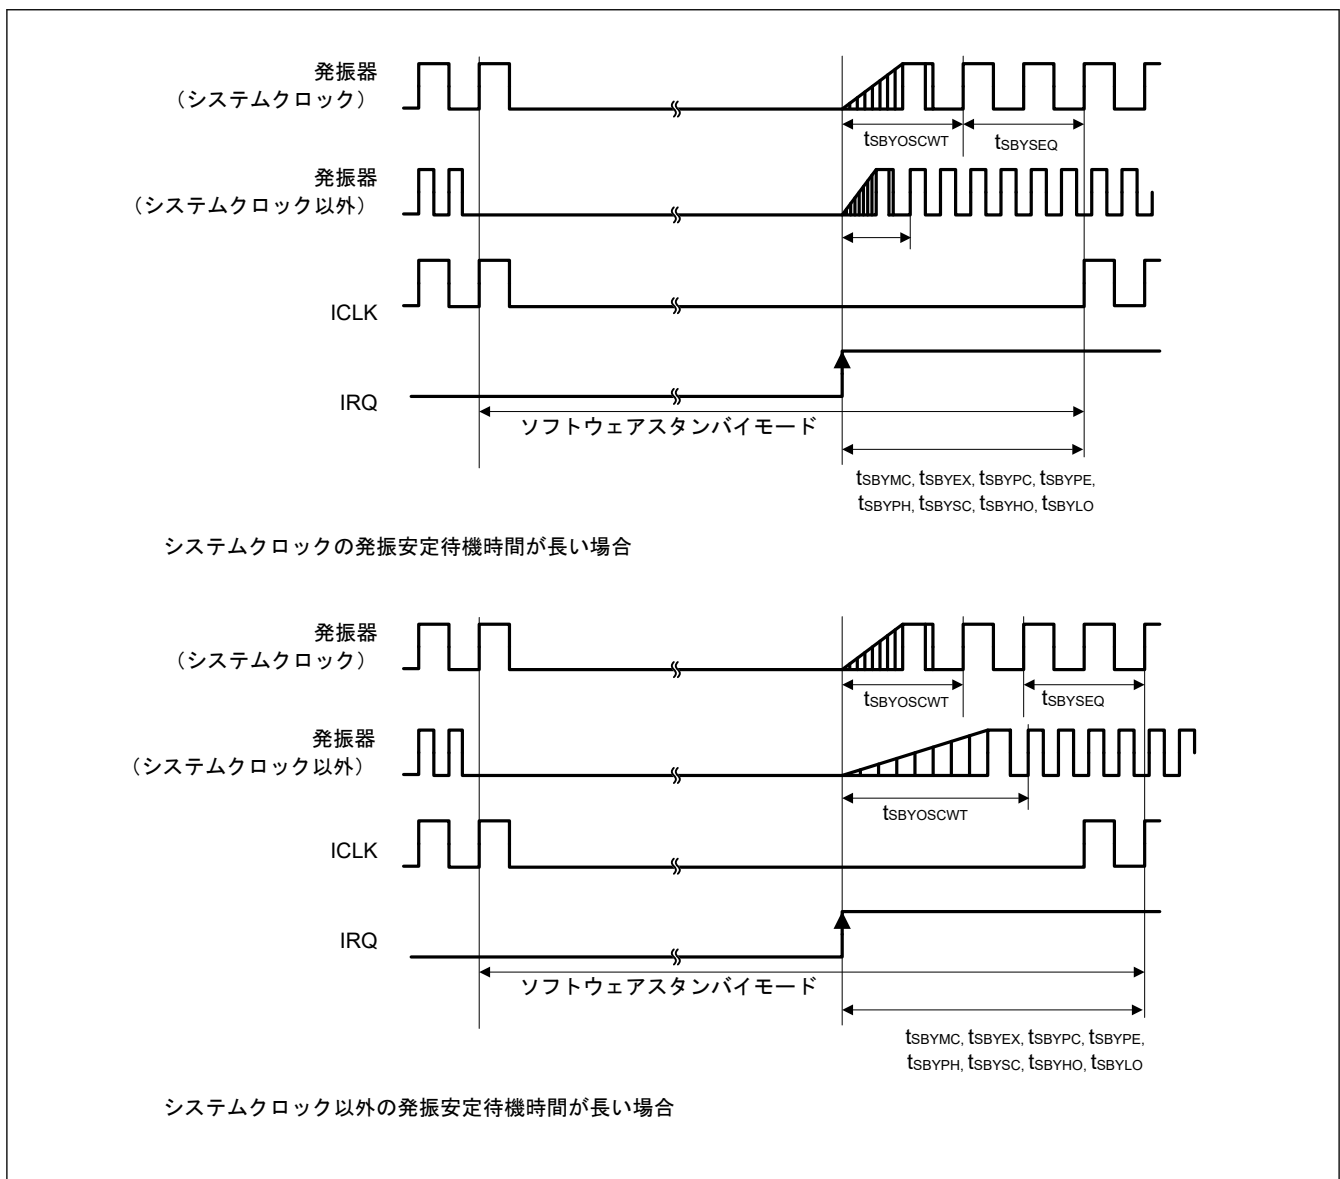 発振器
（システムクロック）
tSBYOSCWT
tSBYSEQ
発振器
（システムクロック以外）
ICLK
IRQ
ソフトウェアスタンバイモード
tSBYMC, tSBYEX, tSBYPC, tSBYPE,
tSBYPH, tSBYSC, tSBYHO, tSBYLO
システムクロックの発振安定待機時間が長い場合
発振器
（システムクロック）
tSBYOSCWT
tSBYSEQ
発振器
（システムクロック以外）
tSBYOSCWT
ICLK
IRQ
ソフトウェアスタンバイモード
tSBYMC, tSBYEX, tSBYPC, tSBYPE,
tSBYPH, tSBYSC, tSBYHO, tSBYLO
システムクロック以外の発振安定待機時間が長い場合